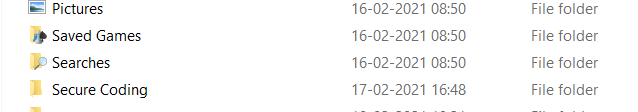 Pictures 16-02-2021 08:50 File folder
Saved Games 16-02-2021 08:50 File folder
Searches 16-02-2021 08:50 File folder
Secure Coding 17-02-2021 16:48 File folder